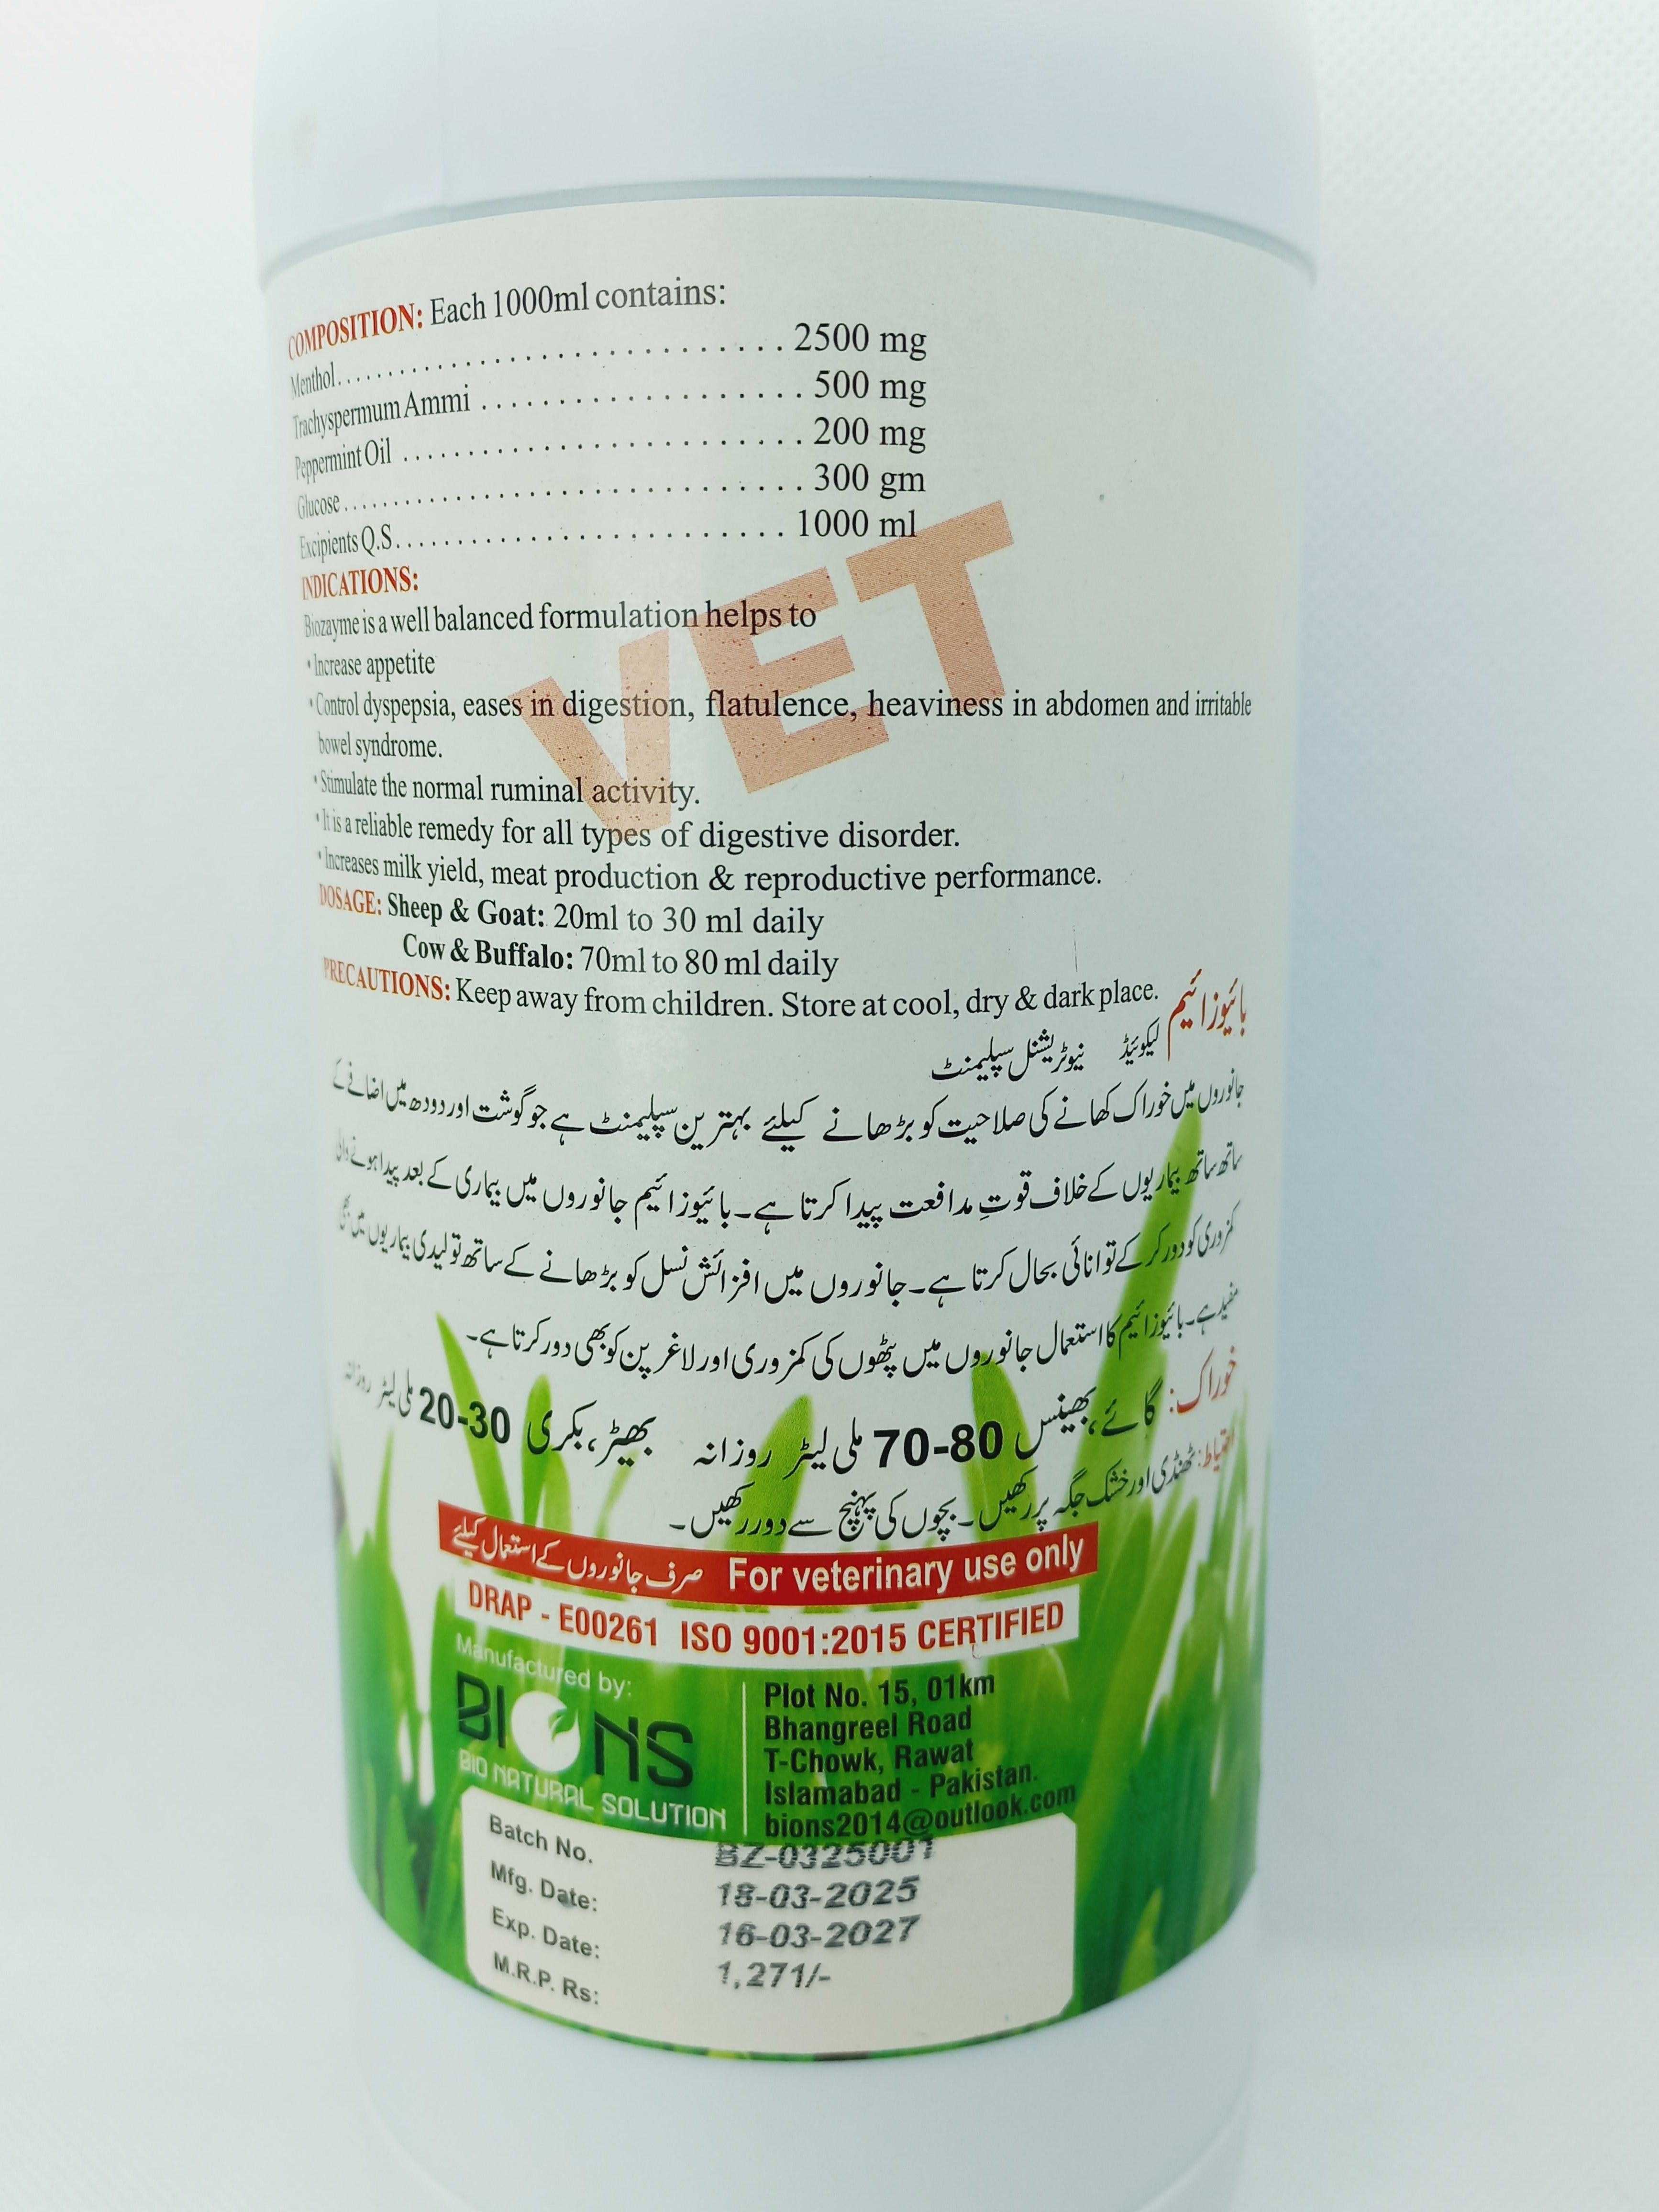 COMPOSITION: Each 1000ml contains:
Menthol.................................2500 mg
Trachyspermum Ammi....................500 mg
Peppermint Oil.........................200 mg
Glucose..............................300 gm
Excipients Q.S.........................1000 ml
INDICATIONS:
Biozayme is a well balanced formulation helps to
• Increase appetite
• Control dyspepsia, eases in digestion, flatulence, heaviness in abdomen and irritable
bowel syndrome.
• Stimulate the normal ruminal activity.
• It is a reliable remedy for all types of digestive disorder.
• Increases milk yield, meat production & reproductive performance.
VET
DOSAGE: Sheep & Goat: 20ml to 30 ml daily
Cow & Buffalo: 70ml to 80 ml daily
PRECAUTIONS: Keep away from children. Store at cool, dry & dark place.
بائیوزائیم لیکوئیڈ نیوٹریشنل سپلیمنٹ
جانوروں میں خوراک کھانے کی صلاحیت کو بڑھانے کیلئے بہترین سپلیمنٹ ہے جو گوشت اور دودھ میں اضافے کے
ساتھ ساتھ بیماریوں کے خلاف قوتِ مدافعت پیدا کرتا ہے۔ بائیوزائیم جانوروں میں بیماری کے بعد پیدا ہونے والی
کمزوری کو دور کر کے توانائی بحال کرتا ہے۔ جانوروں میں افزائش نسل کو بڑھانے کے ساتھ تولیدی بیماریوں میں بھی
مفید ہے۔ بائیوزائیم کا استعمال جانوروں میں پٹھوں کی کمزوری اور لاغر پن کو بھی دور کرتا ہے۔
خوراک: گائے، بھینس 70-80 ملی لیٹر روزانہ بھیڑ، بکری 20-30 ملی لیٹر روزانہ
احتیاط: ٹھنڈی اور خشک جگہ پر رکھیں۔ بچوں کی پہنچ سے دور رکھیں۔
صرف جانوروں کے استعمال کیلئے For veterinary use only
DRAP - E00261 ISO 9001:2015 CERTIFIED
Manufactured by:
BIONS
BIO NATURAL SOLUTION
Plot No. 15, 01km
Bhangreel Road
T-Chowk, Rawat
Islamabad - Pakistan.
bions2014@outlook.com
Batch No. BZ-0325001
Mfg. Date: 18-03-2025
Exp. Date: 16-03-2027
M.R.P. Rs: 1,271/-